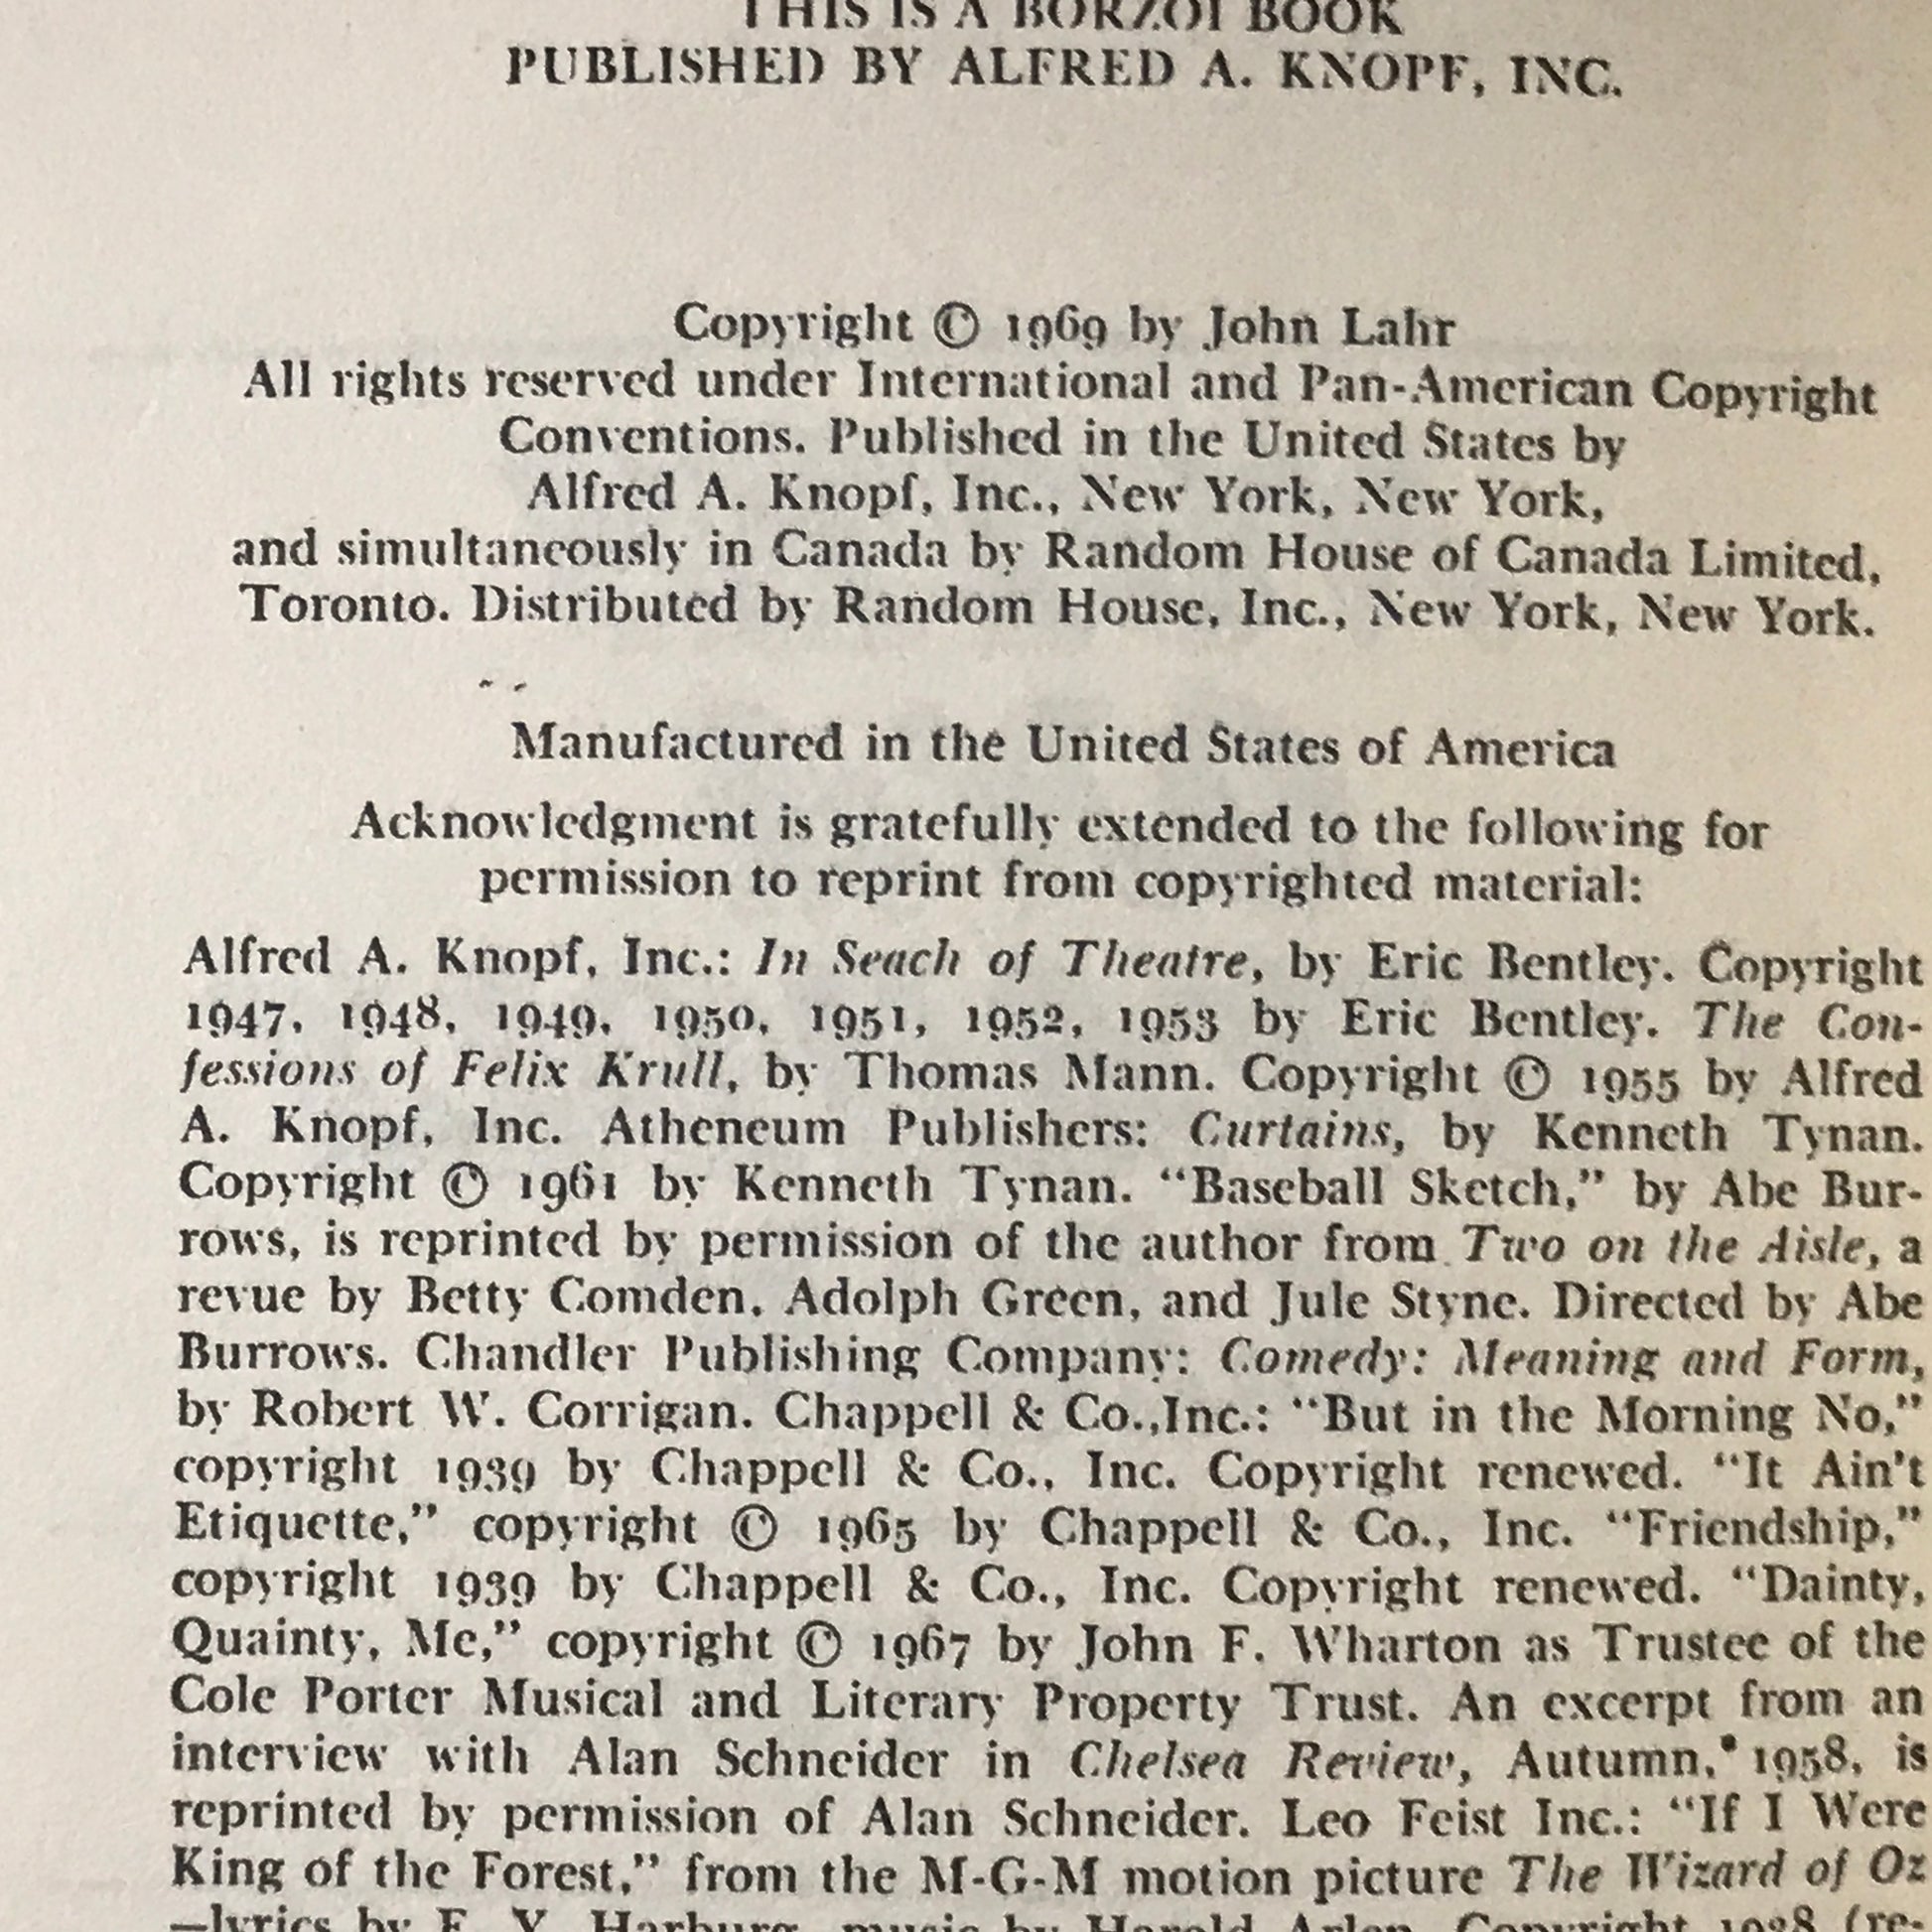 THIS IS A BORZOI BOOK
PUBLISHED BY ALFRED A. KNOPF, INC.
Copyright © 1969 by John Lahr
All rights reserved under International and Pan-American Copyright
Conventions. Published in the United States by
Alfred A. Knopf, Inc., New York, New York,
and simultaneously in Canada by Random House of Canada Limited,
Toronto. Distributed by Random House, Inc., New York, New York.
Manufactured in the United States of America
Acknowledgment is gratefully extended to the following for
permission to reprint from copyrighted material:
Alfred A. Knopf, Inc.: In Seach of Theatre, by Eric Bentley. Copyright
1947, 1948, 1949, 1950, 1951, 1952, 1953 by Eric Bentley. The Con-
fessions of Felix Krull, by Thomas Mann. Copyright © 1955 by Alfred
A. Knopf, Inc. Atheneum Publishers: Curtains, by Kenneth Tynan.
Copyright © 1961 by Kenneth Tynan. “Baseball Sketch,” by Abe Bur-
rows, is reprinted by permission of the author from Two on the Aisle, a
revue by Betty Comden, Adolph Green, and Jule Styne. Directed by Abe
Burrows. Chandler Publishing Company: Comedy: Meaning and Form,
by Robert W. Corrigan. Chappell & Co.,Inc.: “But in the Morning No,”
copyright 1939 by Chappell & Co., Inc. Copyright renewed. “It Ain't
Etiquette,” copyright © 1965 by Chappell & Co., Inc. “Friendship,”
copyright 1939 by Chappell & Co., Inc. Copyright renewed. “Dainty,
Quainty, Me,” copyright © 1967 by John F. Wharton as Trustee of the
Cole Porter Musical and Literary Property Trust. An excerpt from an
interview with Alan Schneider in Chelsea Review, Autumn, 1958, is
reprinted by permission of Alan Schneider. Leo Feist Inc.: “If I Were
King of the Forest,” from the M-G-M motion picture The Wizard of Oz
—lyrics by E. Y. Harburg, music by Harold Arlen. Copyright 1938 (re-